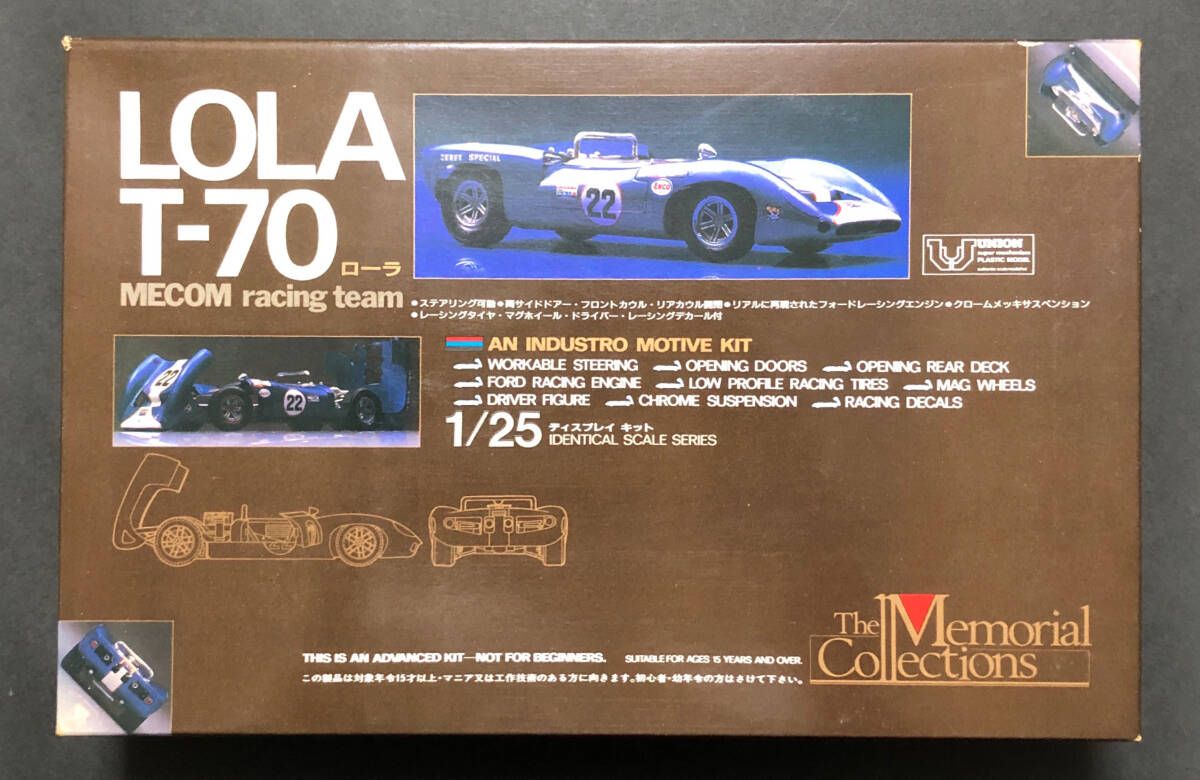 LOLA
T-70
ローラ
MECOM racing team
ZEREX SPECIAL
22
ENCO
UNION
super mechanism
PLASTIC MODEL
●ステアリング可動●両サイドドアー・フロントカウル・リアカウル開閉●リアルに再現されたフォードレーシングエンジン●クロームメッキサスペンション
●レーシングタイヤ・マグホイール・ドライバー・レーシングデカール付
AN INDUSTRO MOTIVE KIT
WORKABLE STEERING OPENING DOORS OPENING REAR DECK
FORD RACING ENGINE LOW PROFILE RACING TIRES MAG WHEELS
DRIVER FIGURE CHROME SUSPENSION RACING DECALS
22
22
1/25 ディスプレイ キット
IDENTICAL SCALE SERIES
The Memorial
Collections
THIS IS AN ADVANCED KIT—NOT FOR BEGINNERS. SUITABLE FOR AGES 15 YEARS AND OVER.
この製品は対象年令15才以上・マニア又は工作技術のある方に向きます。初心者・幼年令の方はさけて下さい。